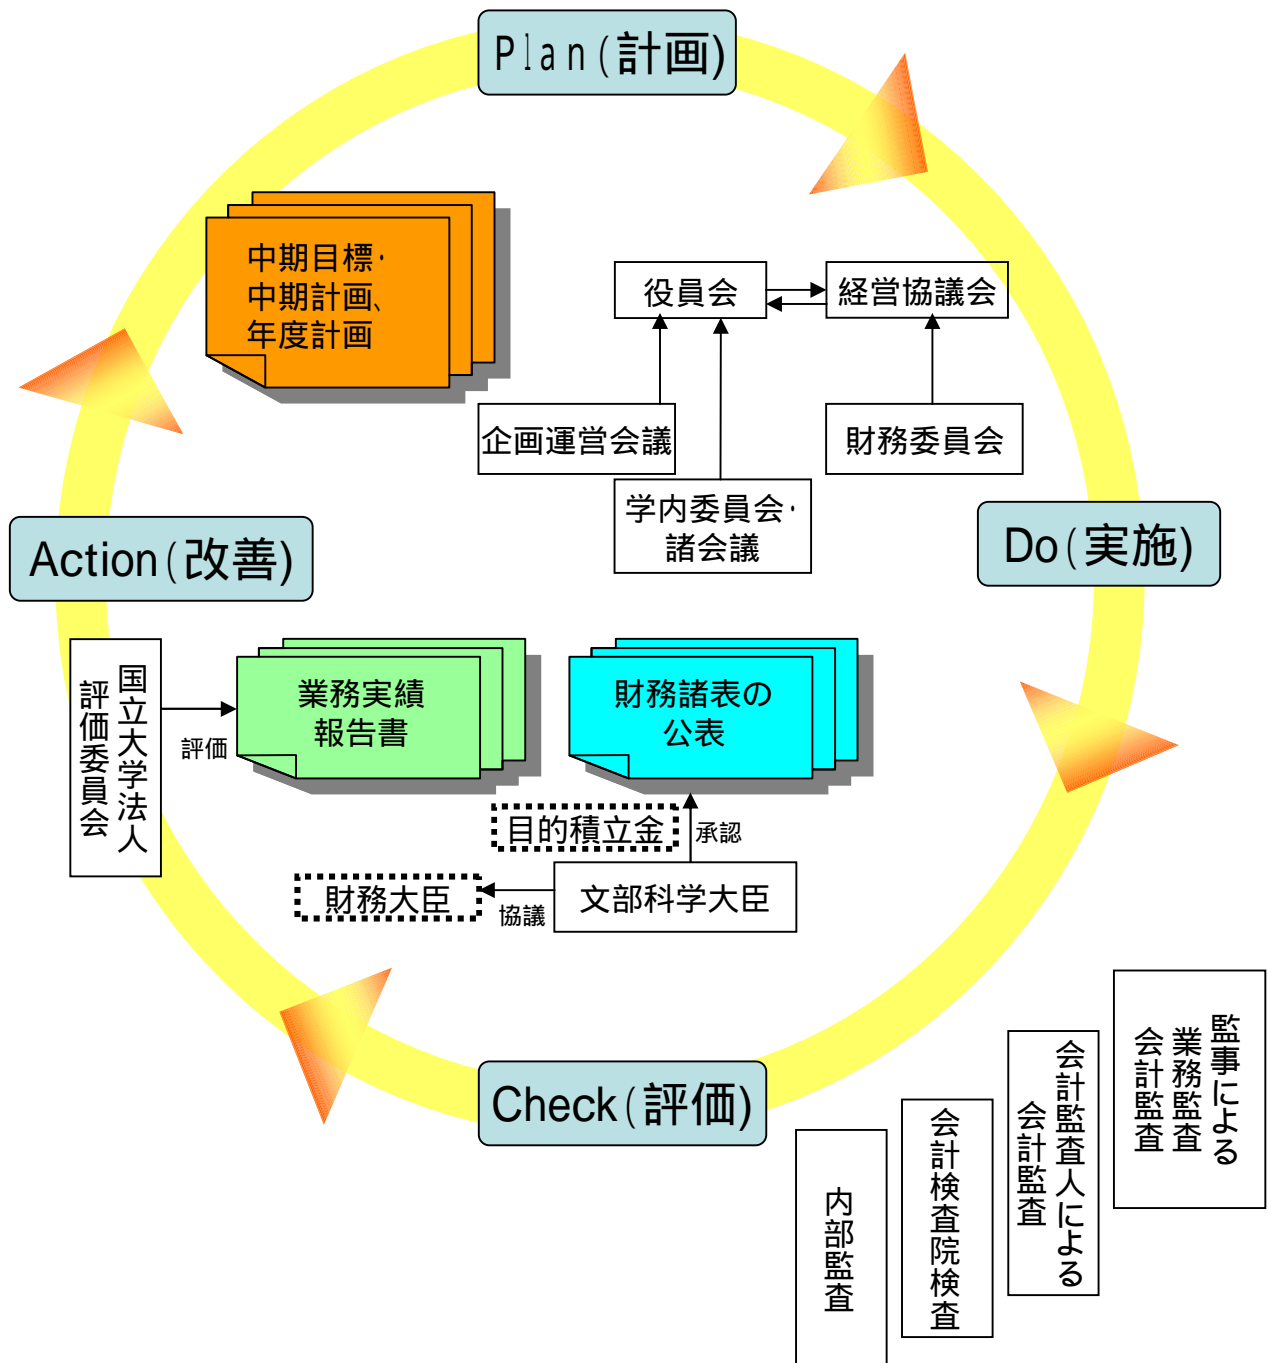 Plan(計画)
中期目標・
中期計画、
年度計画
役員会
経営協議会
企画運営会議
財務委員会
学内委員会・
諸会議
Action(改善)
Do(実施)
国立大学法人
評価委員会
評価
業務実績
報告書
財務諸表の
公表
目的積立金
承認
財務大臣
協議
文部科学大臣
Check(評価)
監事による
業務監査
会計監査
会計監査人による
会計監査
会計検査院検査
内部監査